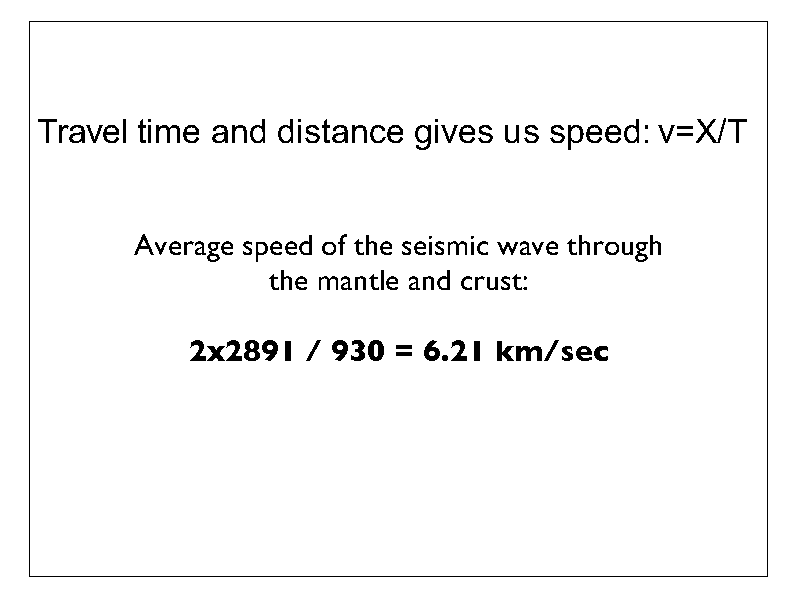 Travel time and distance gives us speed: v=X/T
Average speed of the seismic wave through
the mantle and crust:
2x2891 / 930 = 6.21 km/sec